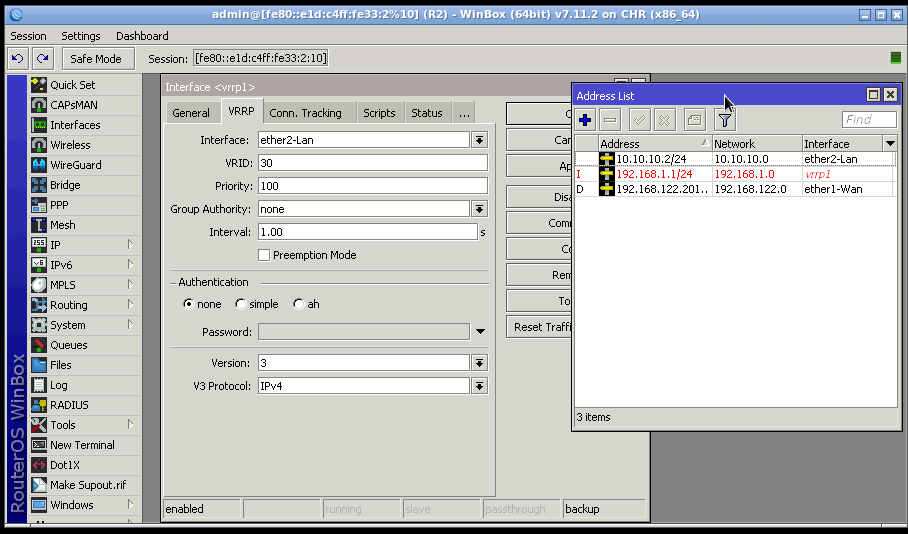 admin@[fe80::e1d:c4ff:fe33:2%10] (R2) - WinBox (64bit) v7.11.2 on CHR (x86_64)
Session Settings Dashboard
Safe Mode Session: [fe80::e1d:c4ff:fe33:2:10]
RouterOS WinBox
Quick Set
CAPsMAN
Interfaces
Wireless
WireGuard
Bridge
PPP
Mesh
IP
IPv6
MPLS
Routing
System
Queues
Files
Log
RADIUS
Tools
New Terminal
Dot1X
Make Supout.rif
Windows
Interface <vrrp1>
General VRRP Conn. Tracking Scripts Status ...
Interface: ether2-Lan
VRID: 30
Priority: 100
Group Authority: none
Interval: 1.00 s
Preemption Mode
Authentication
none simple ah
Password:
Version: 3
V3 Protocol: IPv4
Reset Traffi
enabled running slave passthrough backup
Address List
Find
Address Network Interface
10.10.10.2/24 10.10.10.0 ether2-Lan
I 192.168.1.1/24 192.168.1.0 vrrp1
D 192.168.122.201.. 192.168.122.0 ether1-Wan
3 items